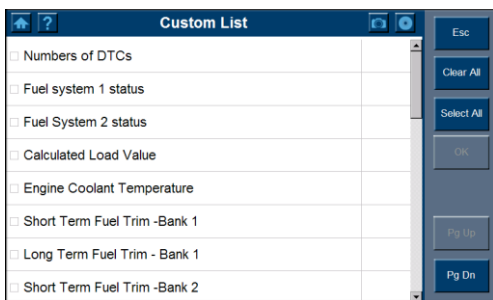 ?
Custom List
Esc
Numbers of DTCs
Fuel system 1 status
Clear All
Fuel System 2 status
Select All
Calculated Load Value
OK
Engine Coolant Temperature
Short Term Fuel Trim -Bank 1
Pg Up
Long Term Fuel Trim - Bank 1
Short Term Fuel Trim -Bank 2
Pg Dn